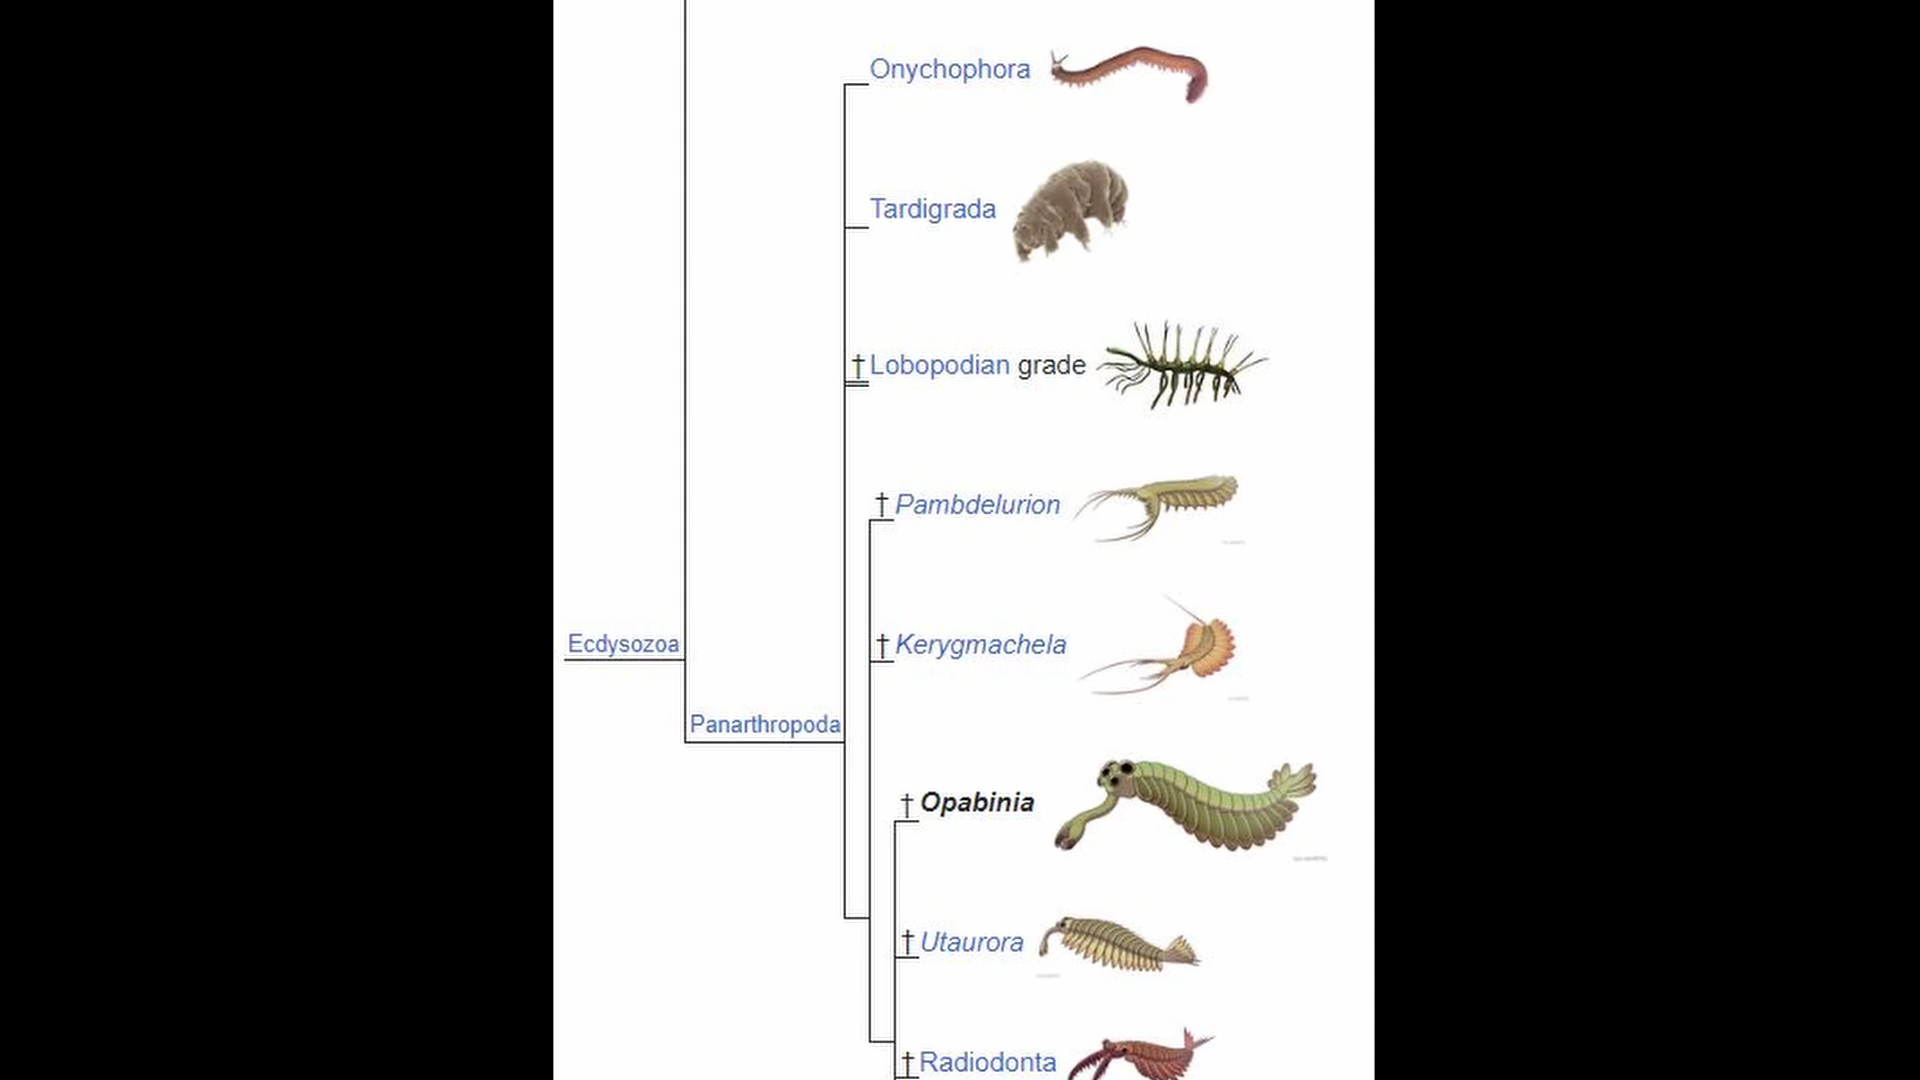 Onychophora
Tardigrada
†Lobopodian grade
†Pambdelurion
†Kerygmachela
Ecdysozoa
Panarthropoda
†Opabinia
†Utaurora
†Radiodonta